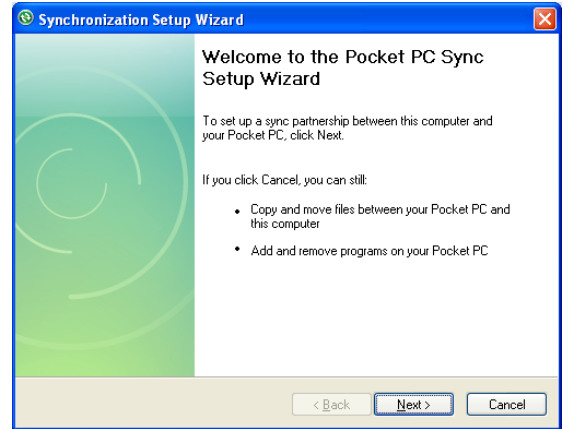 Synchronization Setup Wizard
Welcome to the Pocket PC Sync
Setup Wizard
To set up a sync partnership between this computer and
your Pocket PC, click Next.
If you click Cancel, you can still:
• Copy and move files between your Pocket PC and
this computer
• Add and remove programs on your Pocket PC
< Back Next > Cancel